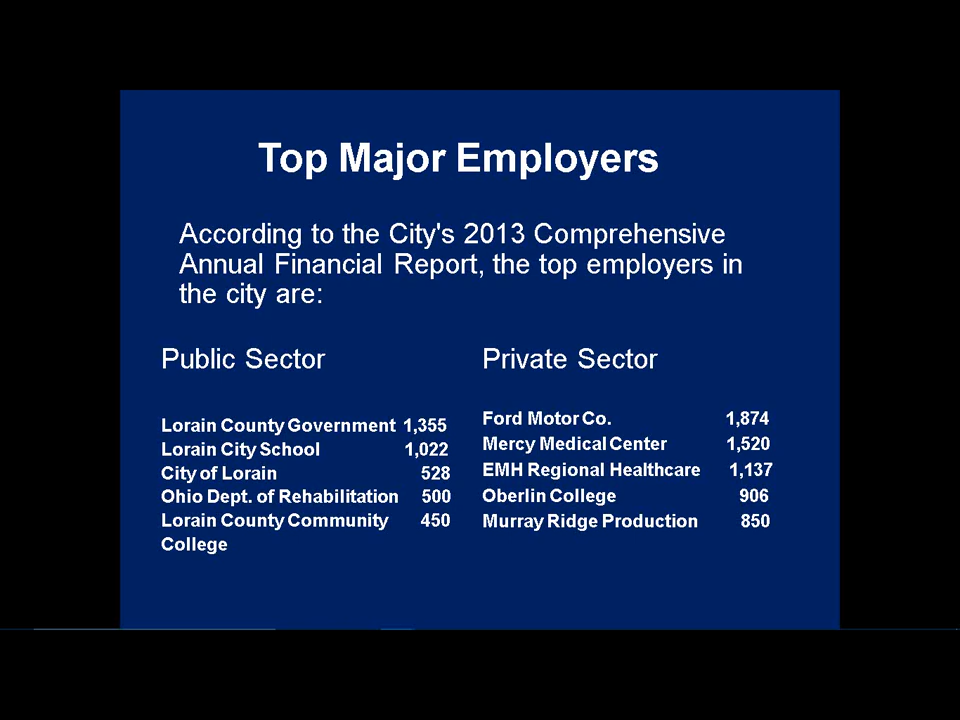 Top Major Employers
According to the City's 2013 Comprehensive
Annual Financial Report, the top employers in
the city are:
Public Sector
Lorain County Government 1,355
Lorain City School 1,022
City of Lorain 528
Ohio Dept. of Rehabilitation 500
Lorain County Community 450
College
Private Sector
Ford Motor Co. 1,874
Mercy Medical Center 1,520
EMH Regional Healthcare 1,137
Oberlin College 906
Murray Ridge Production 850